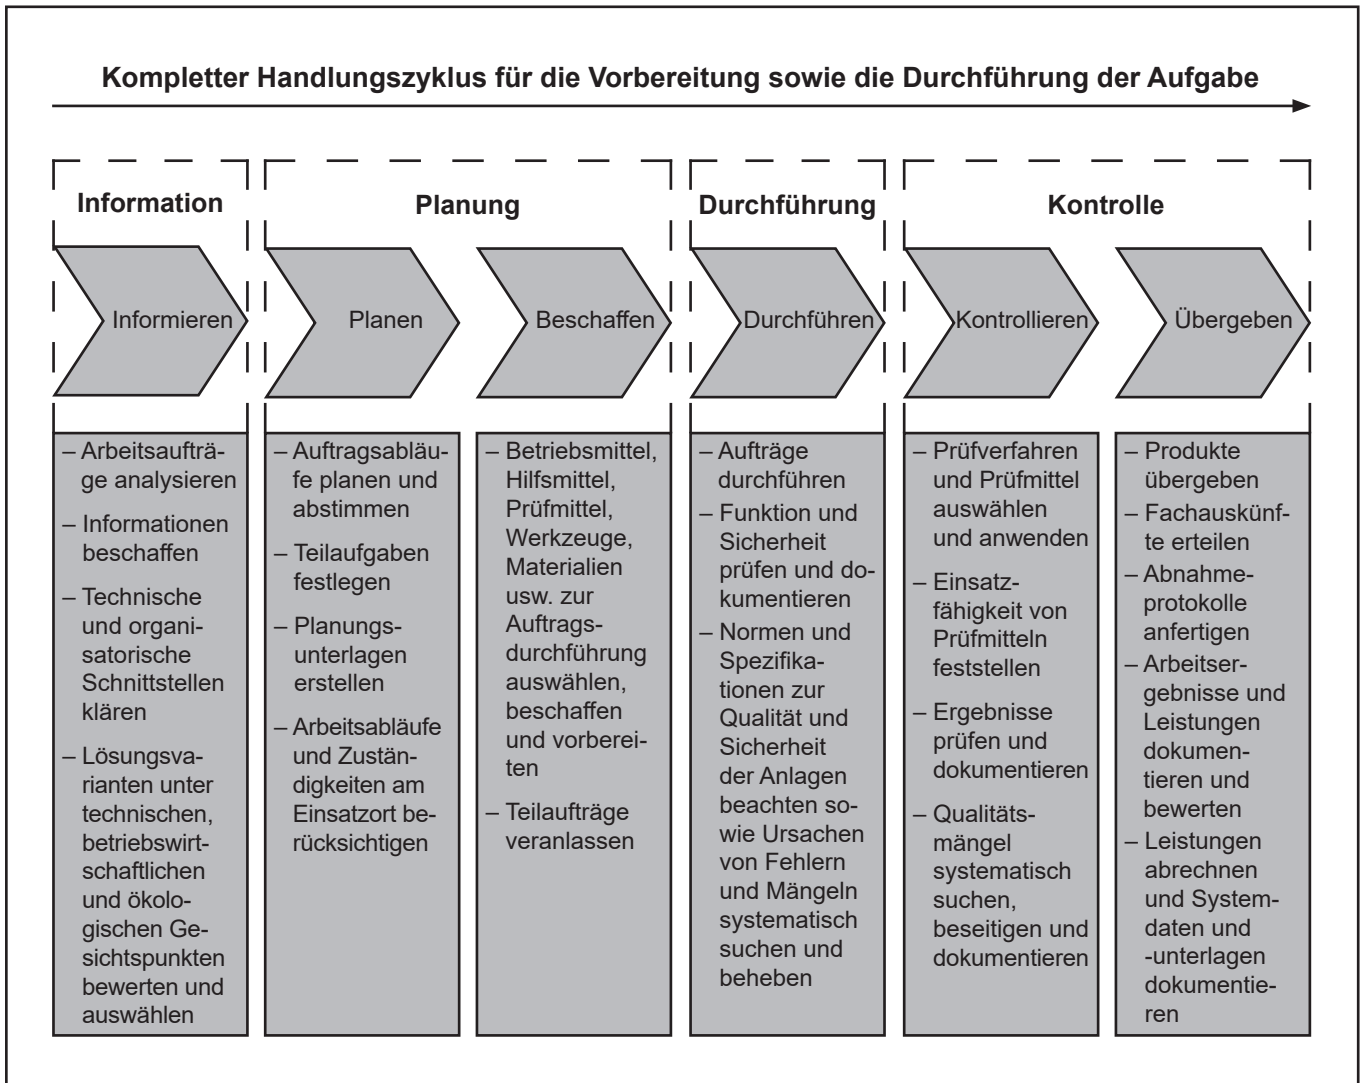 Kompletter Handlungszyklus für die Vorbereitung sowie die Durchführung der Aufgabe
Information
Planung
Durchführung
Kontrolle
Informieren
Planen
Beschaffen
Durchführen
Kontrollieren
Übergeben
– Arbeitsaufträ-
ge analysieren
– Informationen
beschaffen
– Technische
und organi-
satorische
Schnittstellen
klären
– Lösungsva-
rianten unter
technischen,
betriebswirt-
schaftlichen
und ökolo-
gischen Ge-
sichtspunkten
bewerten und
auswählen
– Auftragsabläu-
fe planen und
abstimmen
– Teilaufgaben
festlegen
– Planungs-
unterlagen
erstellen
– Arbeitsabläufe
und Zustän-
digkeiten am
Einsatzort be-
rücksichtigen
– Betriebsmittel,
Hilfsmittel,
Prüfmittel,
Werkzeuge,
Materialien
usw. zur
Auftrags-
durchführung
auswählen,
beschaffen
und vorberei-
ten
– Teilaufträge
veranlassen
– Aufträge
durchführen
– Funktion und
Sicherheit
prüfen und do-
kumentieren
– Normen und
Spezifika-
tionen zur
Qualität und
Sicherheit
der Anlagen
beachten so-
wie Ursachen
von Fehlern
und Mängeln
systematisch
suchen und
beheben
– Prüfverfahren
und Prüfmittel
auswählen
und anwenden
– Einsatz-
fähigkeit von
Prüfmitteln
feststellen
– Ergebnisse
prüfen und
dokumentieren
– Qualitäts-
mängel
systematisch
suchen,
beseitigen und
dokumentieren
– Produkte
übergeben
– Fachauskünf-
te erteilen
– Abnahme-
protokolle
anfertigen
– Arbeitser-
gebnisse und
Leistungen
dokumen-
tieren und
bewerten
– Leistungen
abrechnen
und System-
daten und
-unterlagen
dokumentie-
ren